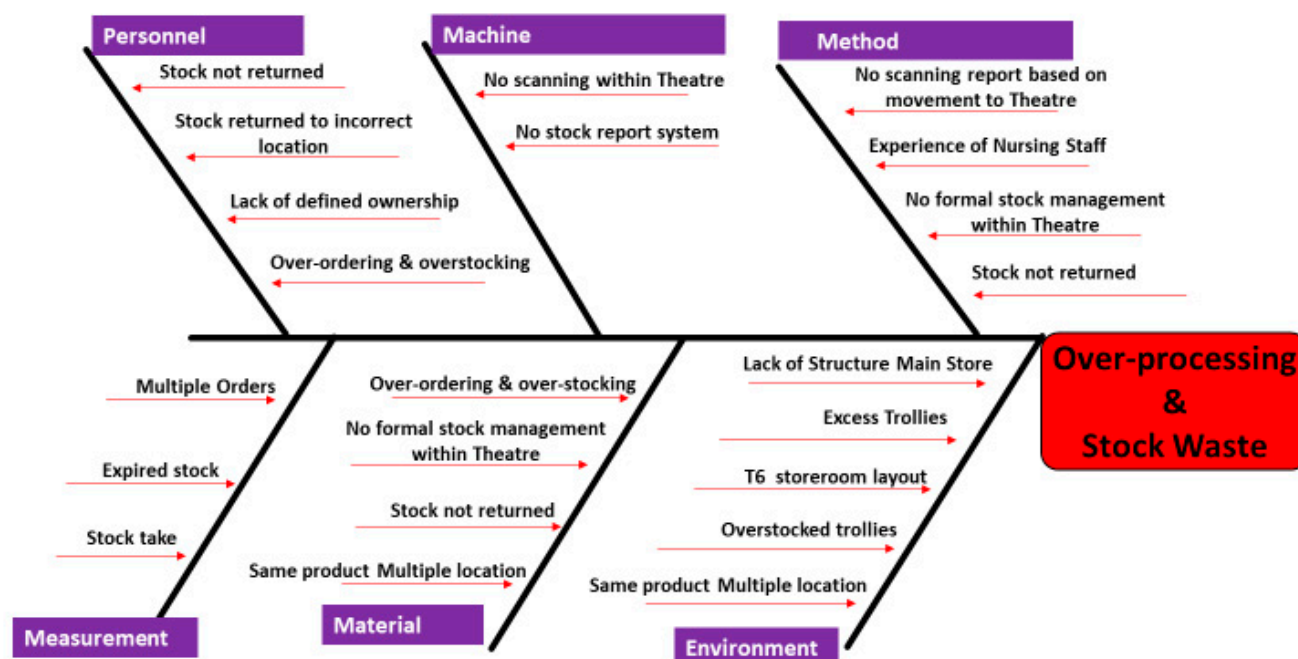 Personnel
Stock not returned
Stock returned to incorrect
location
Lack of defined ownership
Over-ordering & overstocking
Machine
No scanning within Theatre
No stock report system
Method
No scanning report based on
movement to Theatre
Experience of Nursing Staff
No formal stock management
within Theatre
Stock not returned
Over-processing
&
Stock Waste
Multiple Orders
Expired stock
Stock take
Measurement
Over-ordering & over-stocking
No formal stock management
within Theatre
Stock not returned
Same product Multiple location
Material
Lack of Structure Main Store
Excess Trollies
T6 storeroom layout
Overstocked trollies
Same product Multiple location
Environment